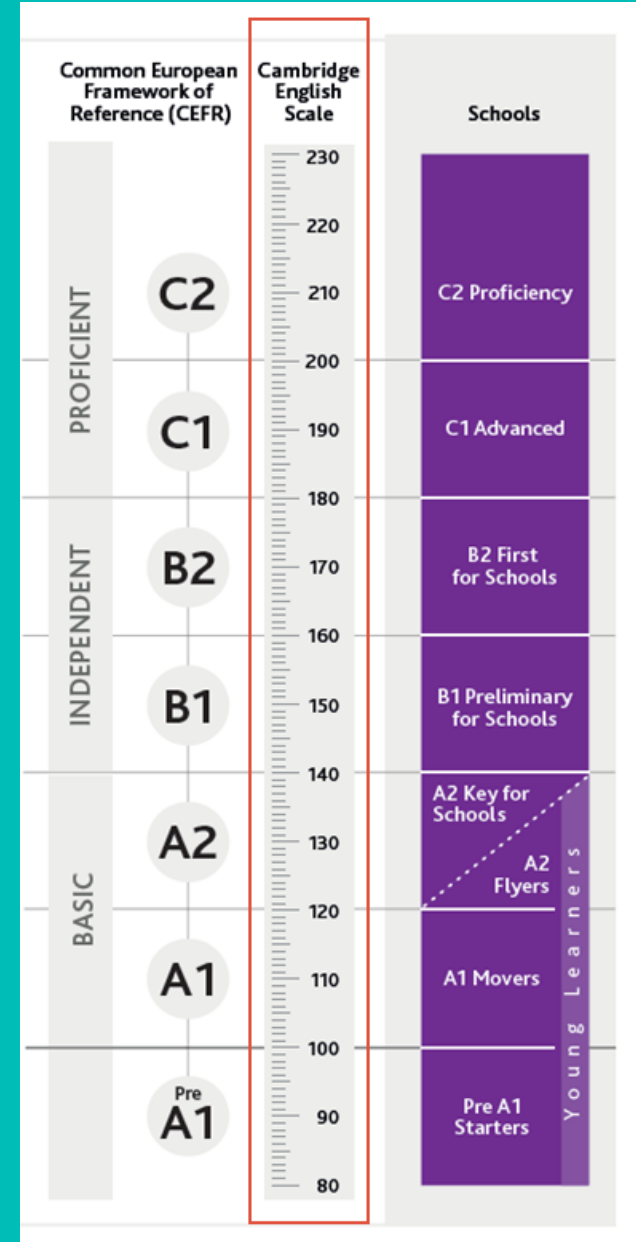 Common European
Framework of
Reference (CEFR)
Cambridge
English
Scale
Schools
PROFICIENT
INDEPENDENT
BASIC
C2
C1
B2
B1
A2
A1
Pre
A1
230
220
210
200
190
180
170
160
150
140
130
120
110
100
90
80
C2 Proficiency
C1 Advanced
B2 First
for Schools
B1 Preliminary
for Schools
A2 Key for
Schools
A2
Flyers
A1 Movers
Pre A1
Starters
Young Learners